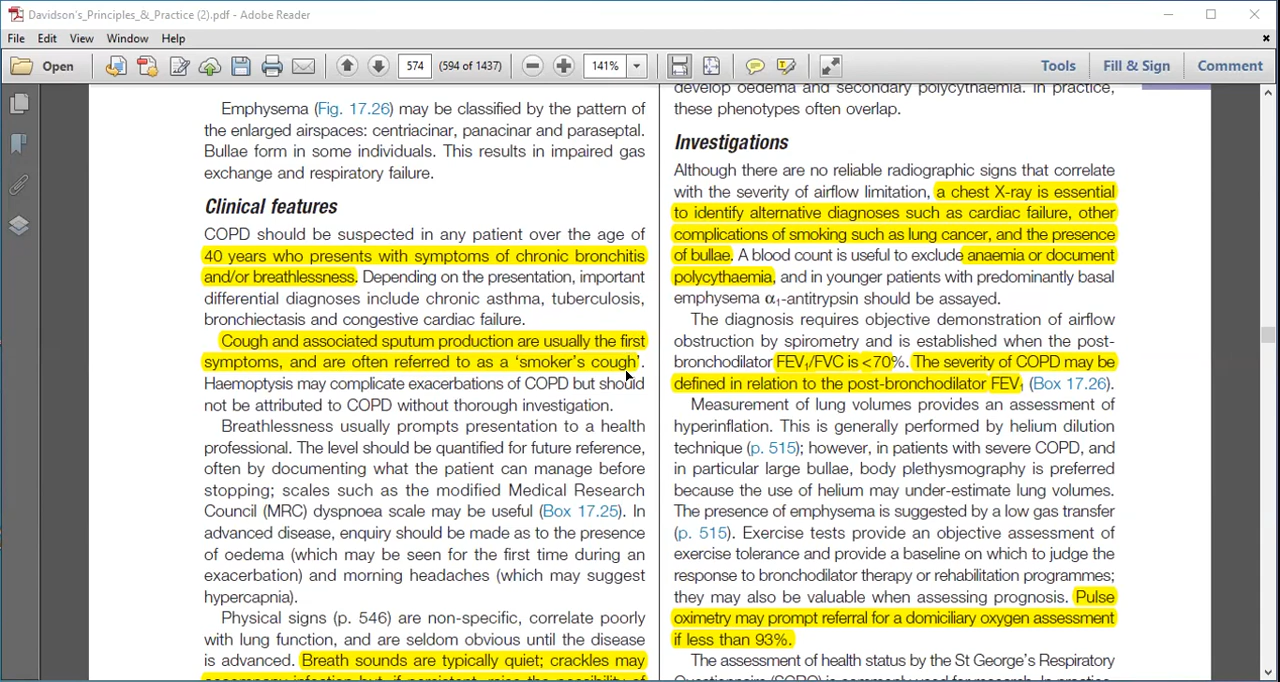 Davidson's_Principles_&_Practice (2).pdf - Adobe Reader
File Edit View Window Help
Open 574 (594 of 1437) 141% Tools Fill & Sign Comment
Emphysema (Fig. 17.26) may be classified by the pattern of
the enlarged airspaces: centriacinar, panacinar and paraseptal.
Bullae form in some individuals. This results in impaired gas
exchange and respiratory failure.
Clinical features
COPD should be suspected in any patient over the age of
40 years who presents with symptoms of chronic bronchitis
and/or breathlessness. Depending on the presentation, important
differential diagnoses include chronic asthma, tuberculosis,
bronchiectasis and congestive cardiac failure.
Cough and associated sputum production are usually the first
symptoms, and are often referred to as a ‘smoker’s cough’.
Haemoptysis may complicate exacerbations of COPD but should
not be attributed to COPD without thorough investigation.
Breathlessness usually prompts presentation to a health
professional. The level should be quantified for future reference,
often by documenting what the patient can manage before
stopping; scales such as the modified Medical Research
Council (MRC) dyspnoea scale may be useful (Box 17.25). In
advanced disease, enquiry should be made as to the presence
of oedema (which may be seen for the first time during an
exacerbation) and morning headaches (which may suggest
hypercapnia).
Physical signs (p. 546) are non-specific, correlate poorly
with lung function, and are seldom obvious until the disease
is advanced. Breath sounds are typically quiet; crackles may
accompany infection but, if persistent, raise the possibility of
develop oedema and secondary polycythaemia. In practice,
these phenotypes often overlap.
Investigations
Although there are no reliable radiographic signs that correlate
with the severity of airflow limitation, a chest X-ray is essential
to identify alternative diagnoses such as cardiac failure, other
complications of smoking such as lung cancer, and the presence
of bullae. A blood count is useful to exclude anaemia or document
polycythaemia, and in younger patients with predominantly basal
emphysema α₁-antitrypsin should be assayed.
The diagnosis requires objective demonstration of airflow
obstruction by spirometry and is established when the post-
bronchodilator FEV₁/FVC is <70%. The severity of COPD may be
defined in relation to the post-bronchodilator FEV₁ (Box 17.26).
Measurement of lung volumes provides an assessment of
hyperinflation. This is generally performed by helium dilution
technique (p. 515); however, in patients with severe COPD, and
in particular large bullae, body plethysmography is preferred
because the use of helium may under-estimate lung volumes.
The presence of emphysema is suggested by a low gas transfer
(p. 515). Exercise tests provide an objective assessment of
exercise tolerance and provide a baseline on which to judge the
response to bronchodilator therapy or rehabilitation programmes;
they may also be valuable when assessing prognosis. Pulse
oximetry may prompt referral for a domiciliary oxygen assessment
if less than 93%.
The assessment of health status by the St George’s Respiratory
Questionnaire (SGRQ) is commonly used for research. In practice,